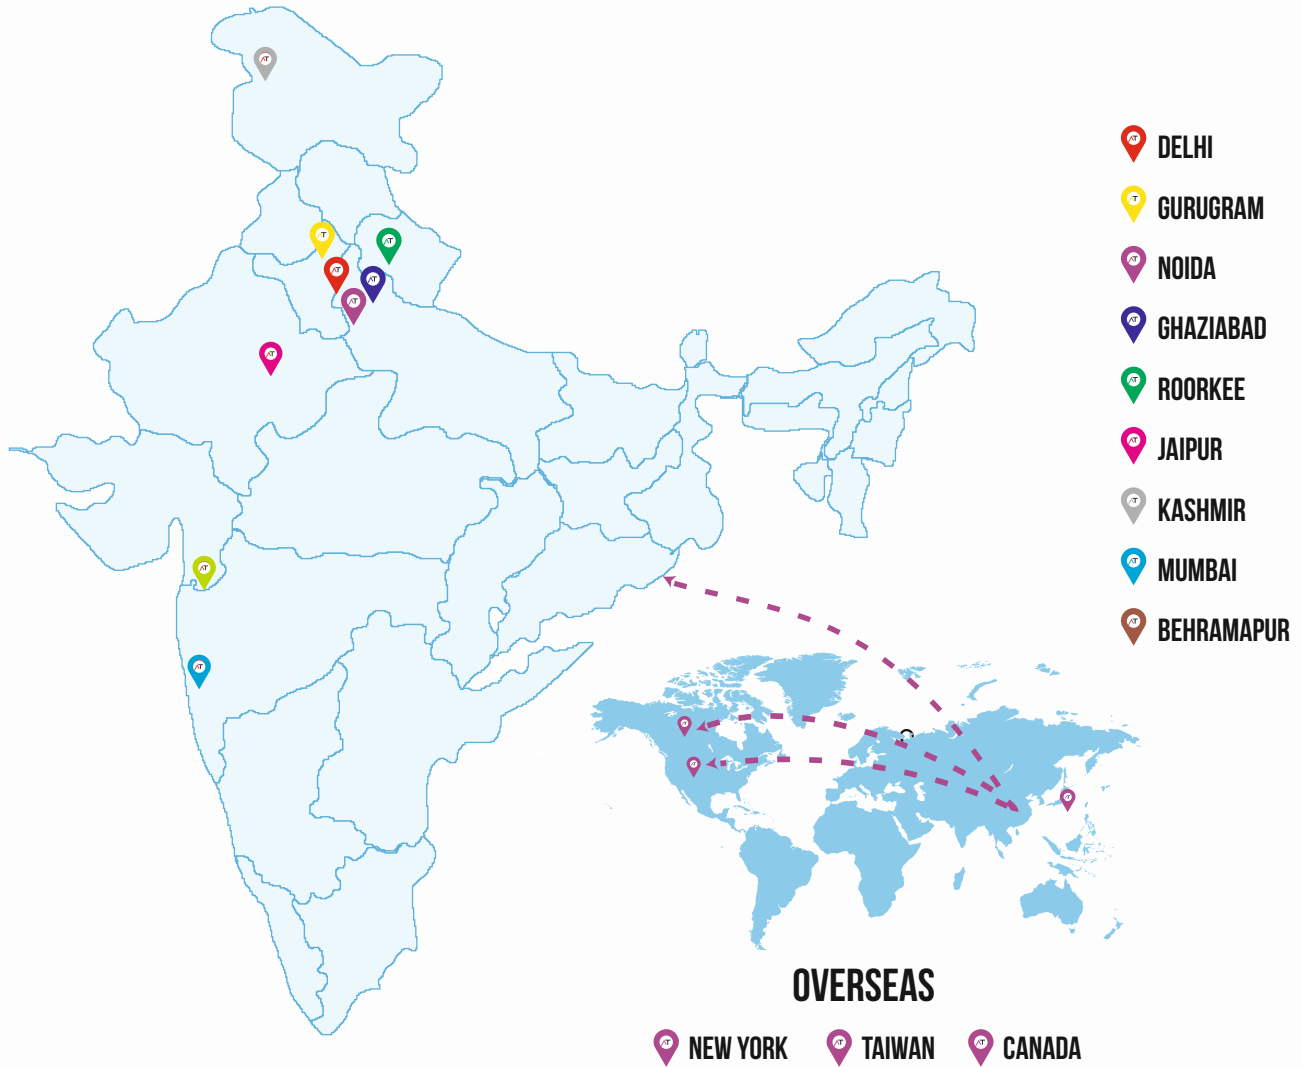 DELHI
GURUGRAM
NOIDA
GHAZIABAD
ROORKEE
JAIPUR
KASHMIR
MUMBAI
BEHRAMAPUR
OVERSEAS
NEW YORK
TAIWAN
CANADA